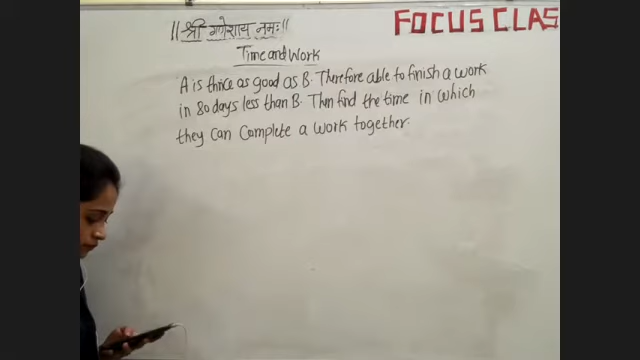 ||श्री गणेशाय नमः||
FOCUS CLAS
Time and Work
A is thrice as good as B. Therefore able to finish a work
in 80 days less than B. Then find the time in which
they can complete a work together.